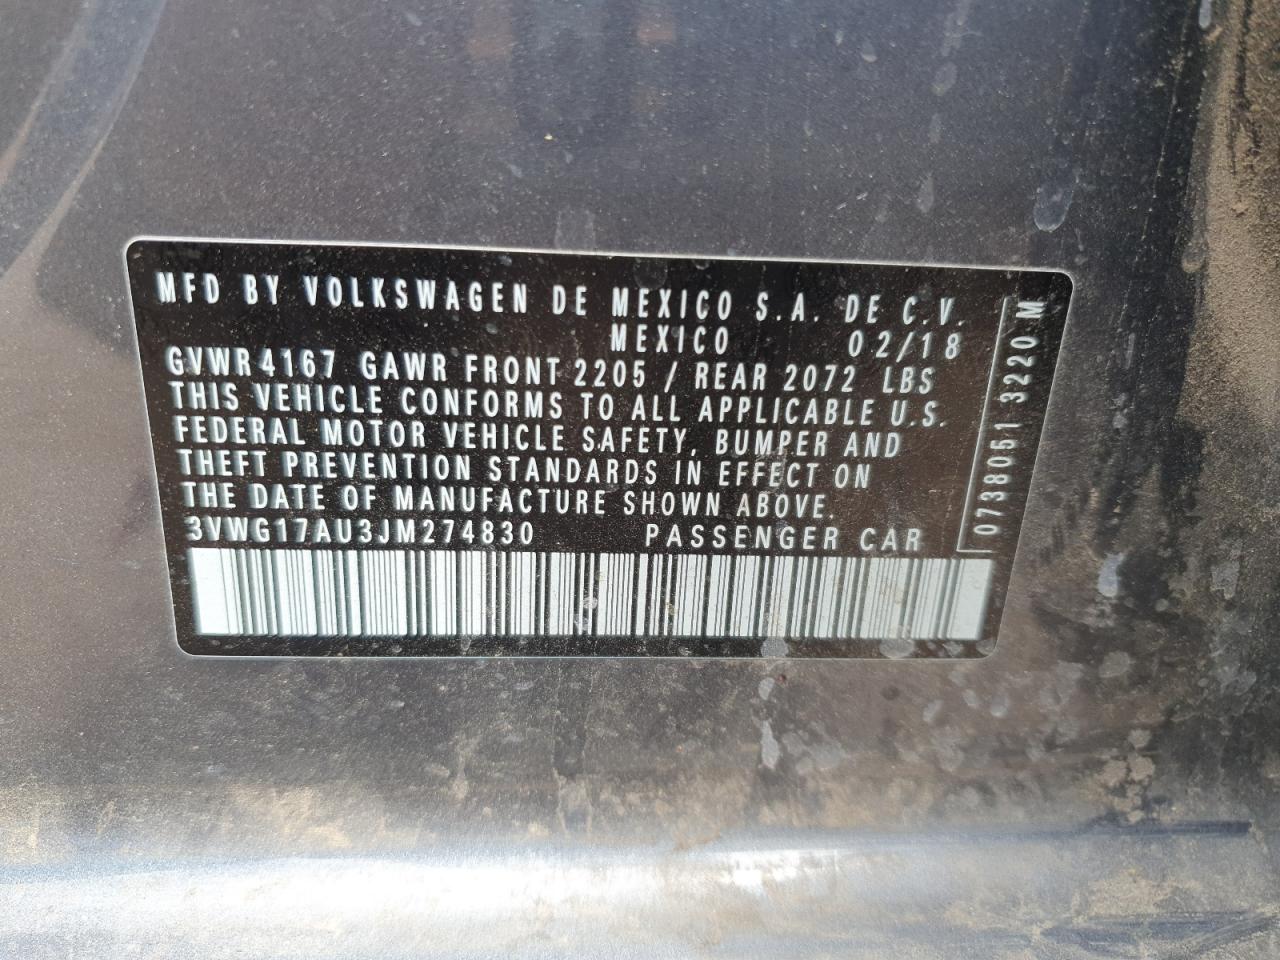 MFD BY VOLKSWAGEN DE MEXICO S.A. DE C.V.
MEXICO 02/18
GVWR 4167 GAWR FRONT 2205 / REAR 2072 LBS
THIS VEHICLE CONFORMS TO ALL APPLICABLE U.S.
FEDERAL MOTOR VEHICLE SAFETY, BUMPER AND
THEFT PREVENTION STANDARDS IN EFFECT ON
THE DATE OF MANUFACTURE SHOWN ABOVE.
3VWG17AU3JM274830 PASSENGER CAR
0738051 3220 M